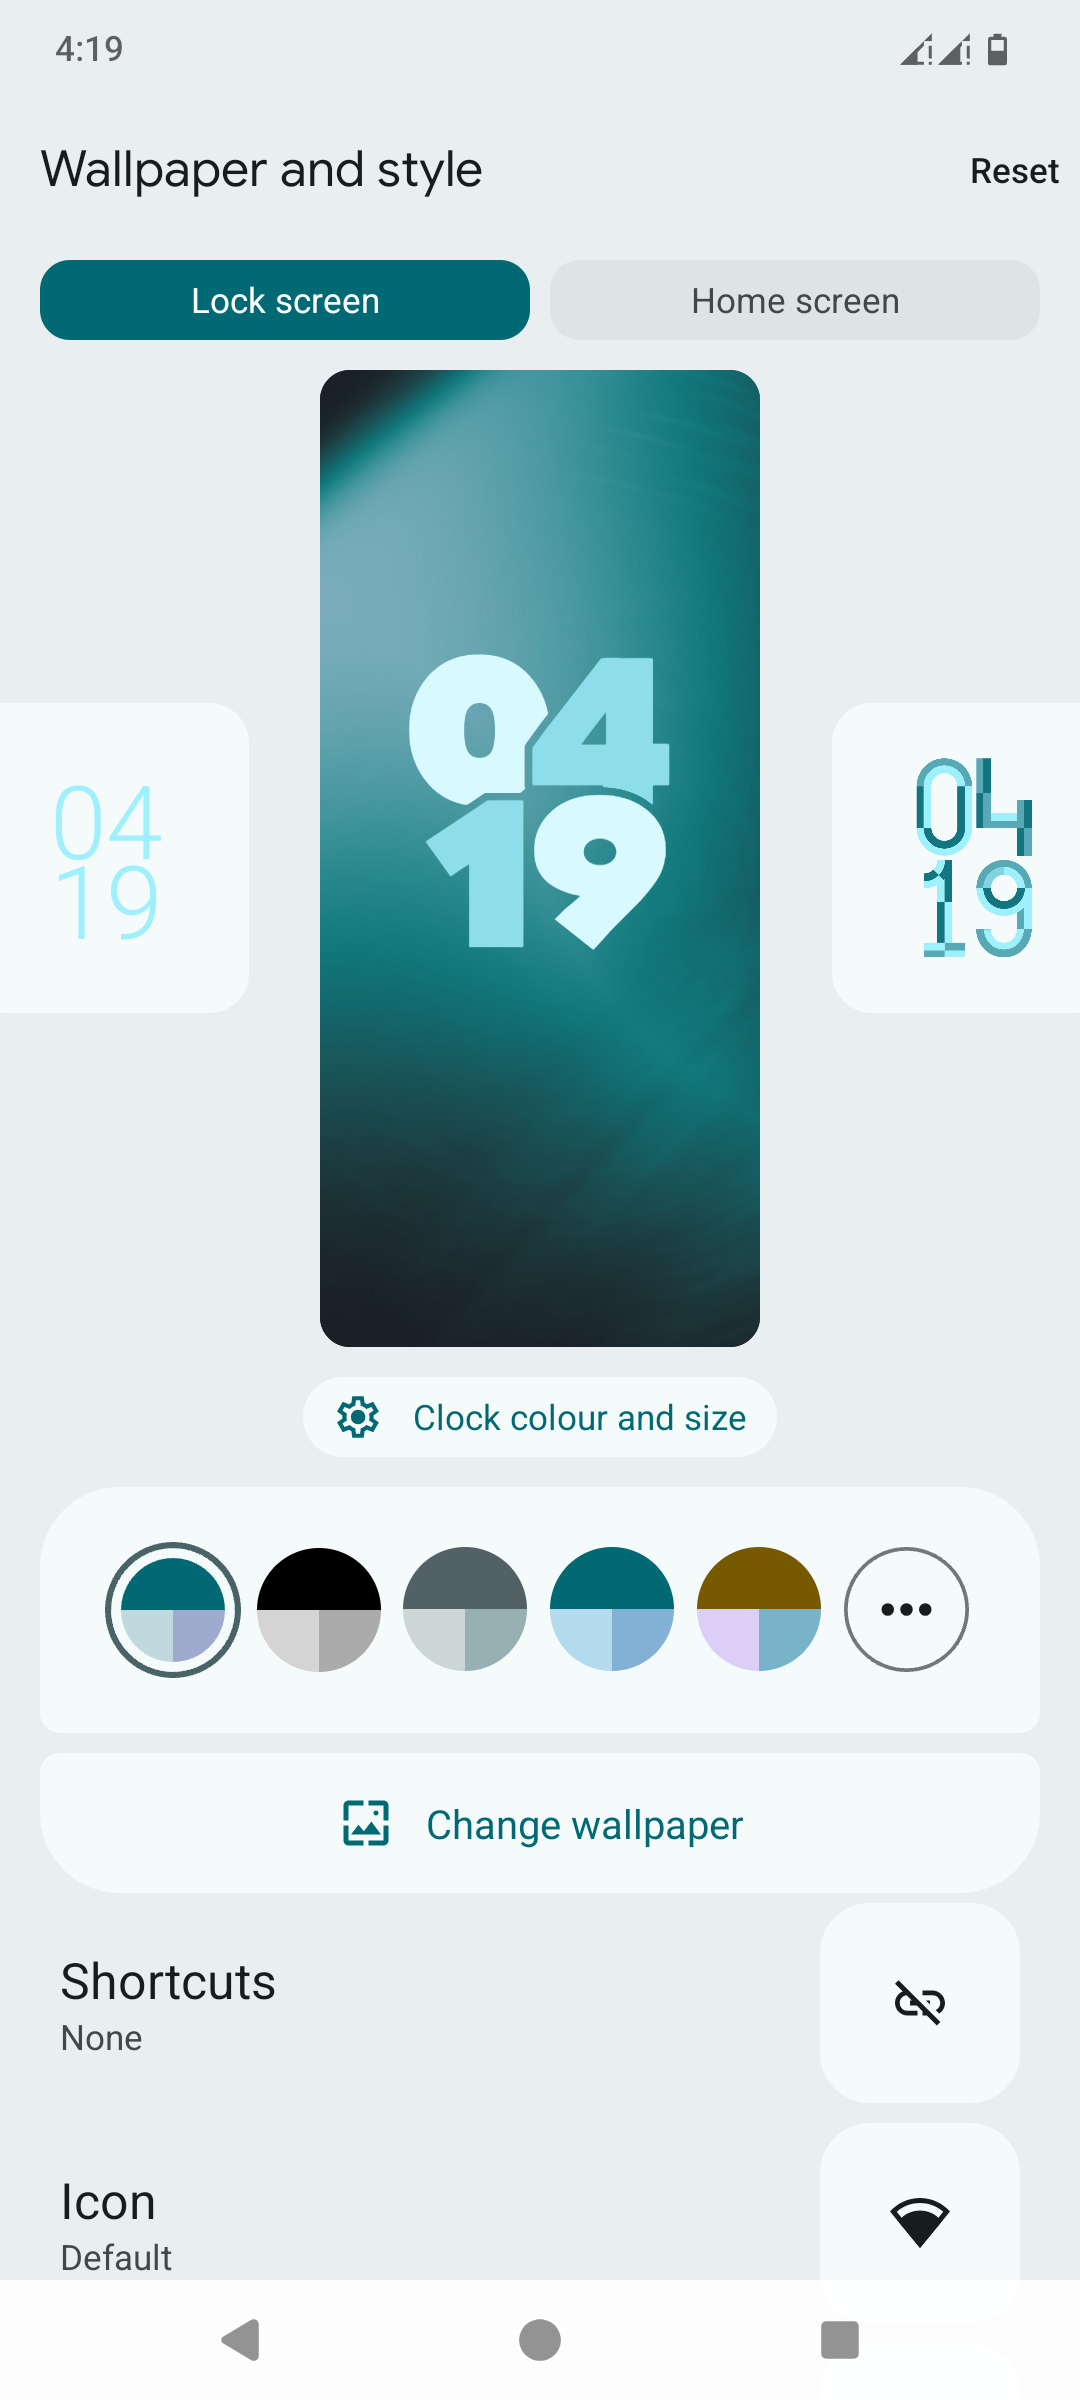 4:19
Wallpaper and style
Reset
Lock screen
Home screen
04
19
04
19
04
19
Clock colour and size
Change wallpaper
Shortcuts
None
Icon
Default